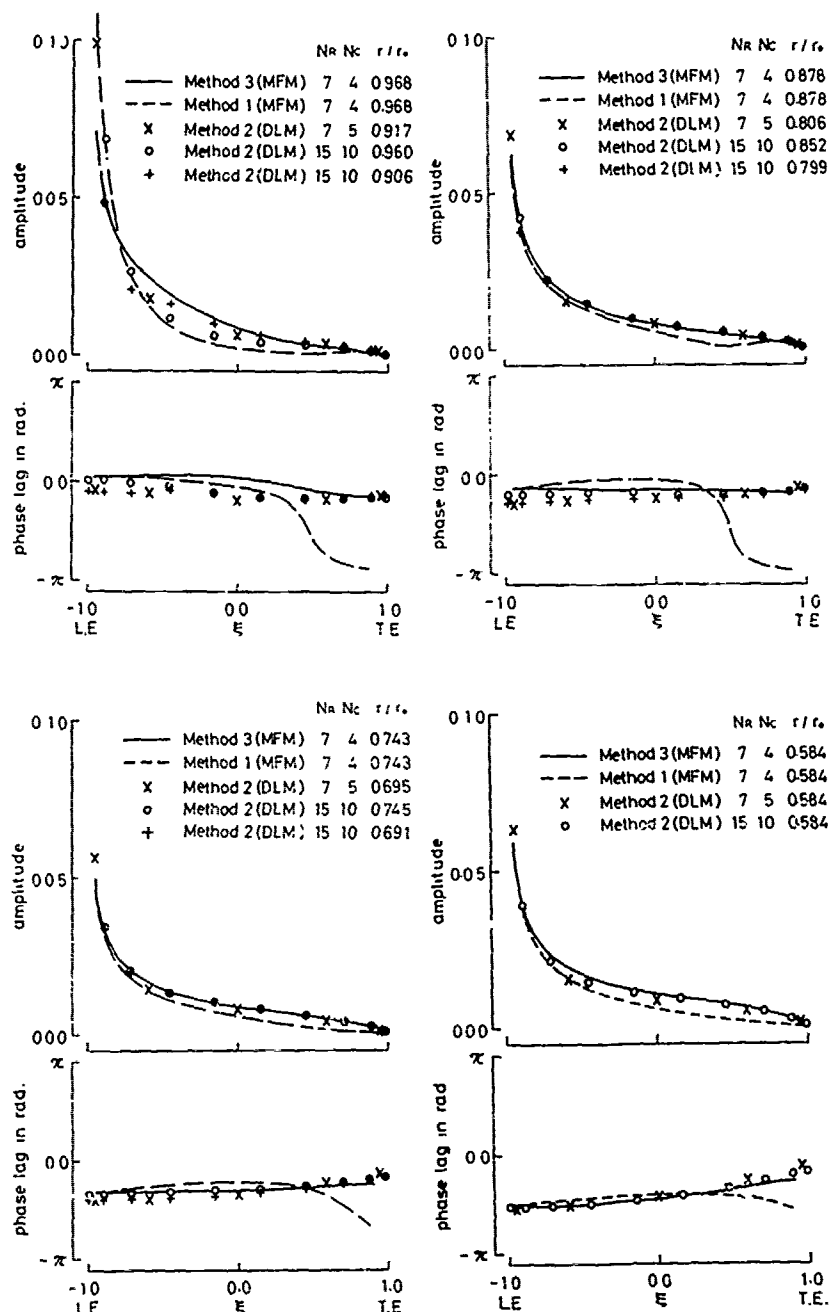 NR NC r/r₀
Method 3 (MFM) 7 4 0.968
Method 1 (MFM) 7 4 0.968
Method 2 (DLM) 7 5 0.917
Method 2 (DLM) 15 10 0.960
Method 2 (DLM) 15 10 0.906
0.10
0.05
0.00
amplitude
π
0.0
-π
phase lag in rad.
-1.0 0.0 1.0
L.E ξ T.E.
NR NC r/r₀
Method 3 (MFM) 7 4 0.878
Method 1 (MFM) 7 4 0.878
Method 2 (DLM) 7 5 0.806
Method 2 (DLM) 15 10 0.852
Method 2 (DLM) 15 10 0.799
0.10
0.05
0.00
amplitude
π
0.0
-π
phase lag in rad
-1.0 0.0 1.0
L.E ξ T.E.
NR NC r/r₀
Method 3 (MFM) 7 4 0.743
Method 1 (MFM) 7 4 0.743
Method 2 (DLM) 7 5 0.695
Method 2 (DLM) 15 10 0.745
Method 2 (DLM) 15 10 0.691
0.10
0.05
0.00
amplitude
π
0.0
-π
phase lag in rad.
-1.0 0.0 1.0
L.E. ξ T.E.
NR NC r/r₀
Method 3 (MFM) 7 4 0.584
Method 1 (MFM) 7 4 0.584
Method 2 (DLM) 7 5 0.584
Method 2 (DLM) 15 10 0.584
0.10
0.05
0.00
amplitude
π
0.0
-π
phase lag in rad
-1.0 0.0 1.0
L.E. ξ T.E.